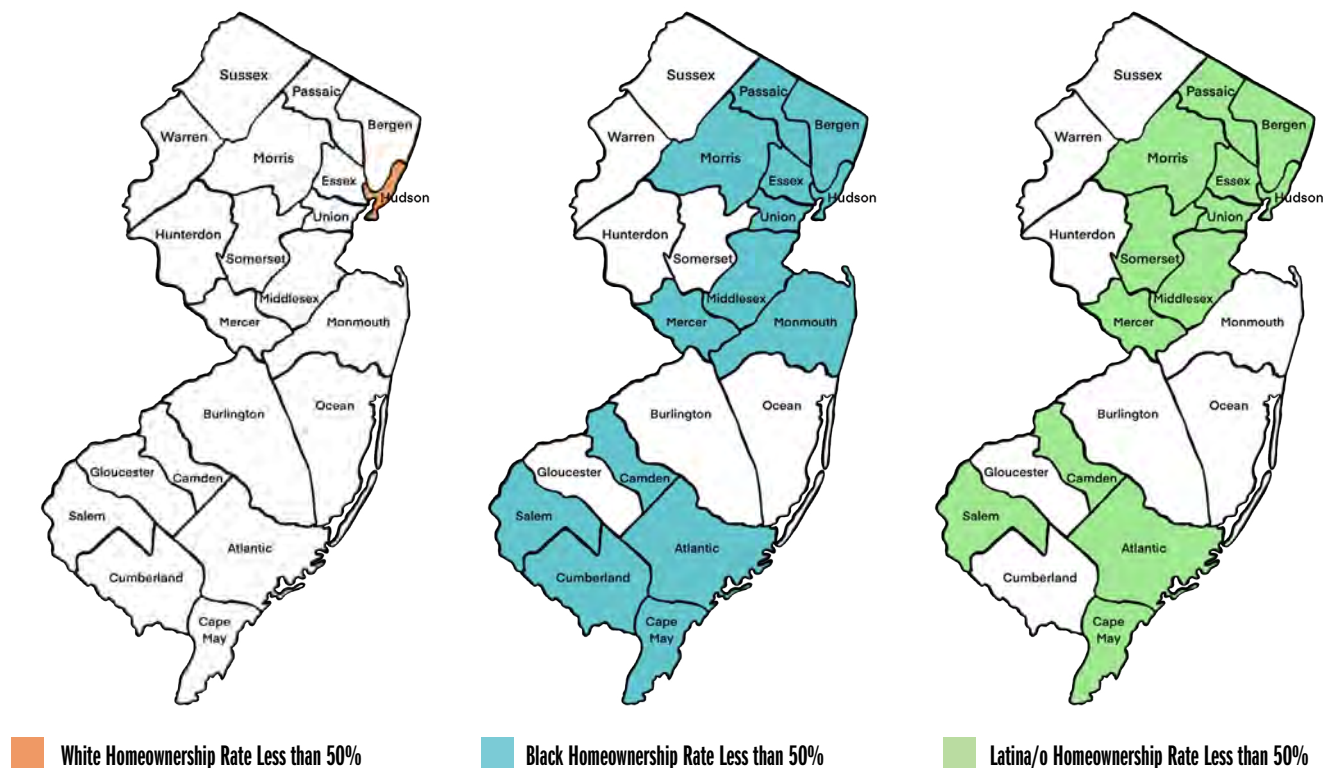 Sussex
Passaic
Bergen
Warren
Morris
Essex
Hudson
Union
Hunterdon
Somerset
Middlesex
Mercer
Monmouth
Ocean
Burlington
Gloucester
Camden
Salem
Atlantic
Cumberland
Cape
May
White Homeownership Rate Less than 50%
Sussex
Passaic
Bergen
Warren
Morris
Essex
Hudson
Union
Hunterdon
Somerset
Middlesex
Mercer
Monmouth
Ocean
Burlington
Gloucester
Camden
Salem
Atlantic
Cumberland
Cape
May
Black Homeownership Rate Less than 50%
Sussex
Passaic
Bergen
Warren
Morris
Essex
Hudson
Union
Hunterdon
Somerset
Middlesex
Mercer
Monmouth
Ocean
Burlington
Gloucester
Camden
Salem
Atlantic
Cumberland
Cape
May
Latina/o Homeownership Rate Less than 50%